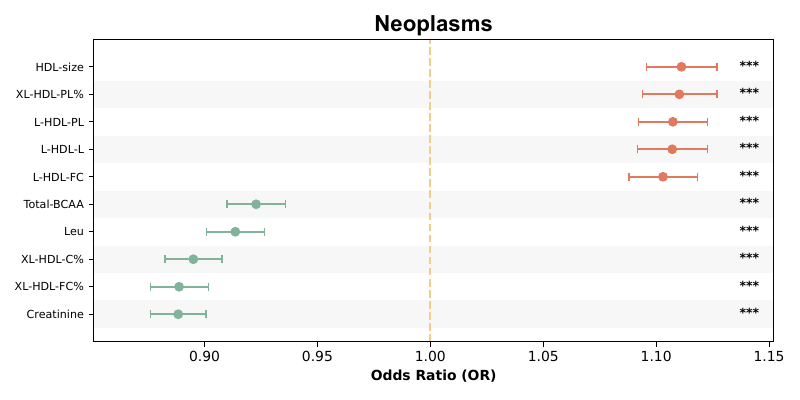 Neoplasms
HDL-size ***
XL-HDL-PL% ***
L-HDL-PL ***
L-HDL-L ***
L-HDL-FC ***
Total-BCAA ***
Leu ***
XL-HDL-C% ***
XL-HDL-FC% ***
Creatinine ***
0.90 0.95 1.00 1.05 1.10 1.15
Odds Ratio (OR)